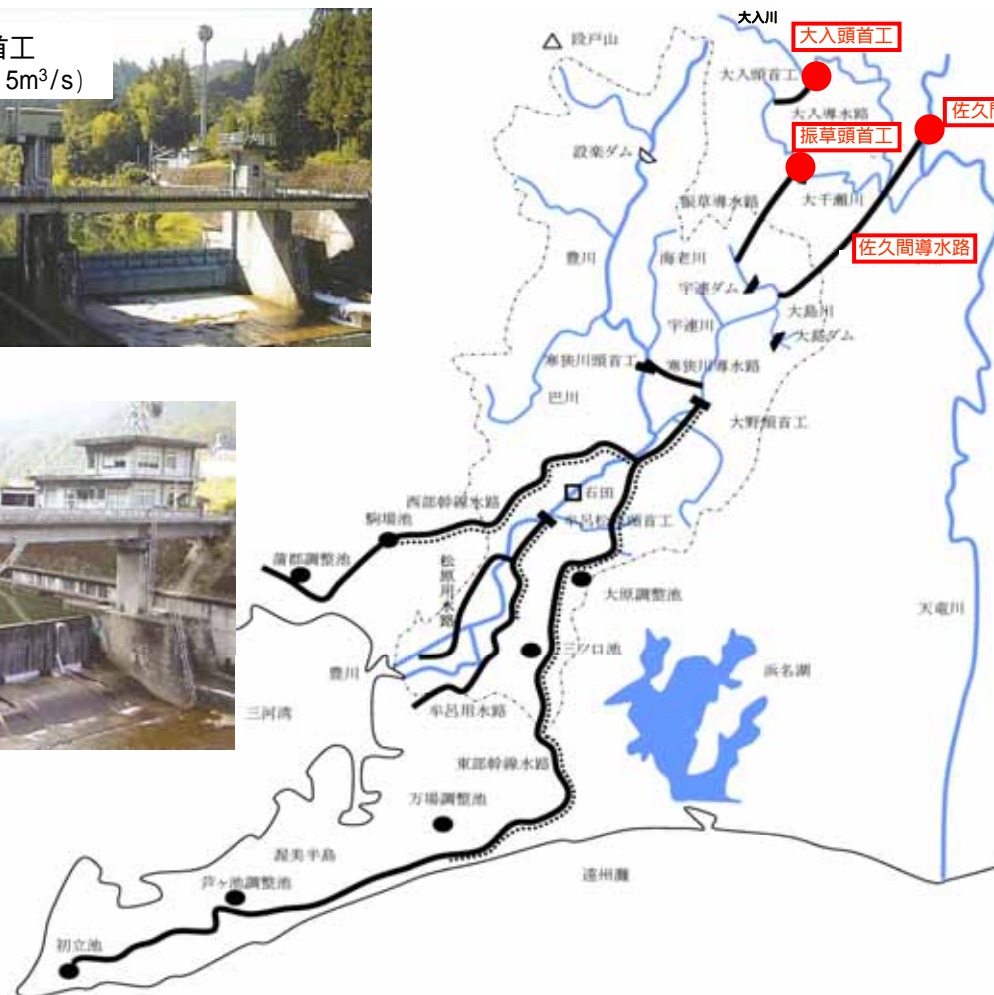 首工
5m³/s)
大入川
大入頭首工
段戸山
大入頭首工
大入導水路
佐久間
振草頭首工
設楽ダム
振草導水路
大千瀬川
佐久間導水路
豊川
海老川
宇連ダム
大島川
宇連川
大島ダム
寒狭川頭首工
寒狭川導水路
巴川
大野頭首工
石田
西部幹線水路
牟呂松原頭首工
駒場池
蒲郡調整池
松原用水路
大原調整池
天竜川
三ツ口池
豊川
浜名湖
三河湾
牟呂用水路
東部幹線水路
万場調整池
渥美半島
芦ヶ池調整池
遠州灘
初立池